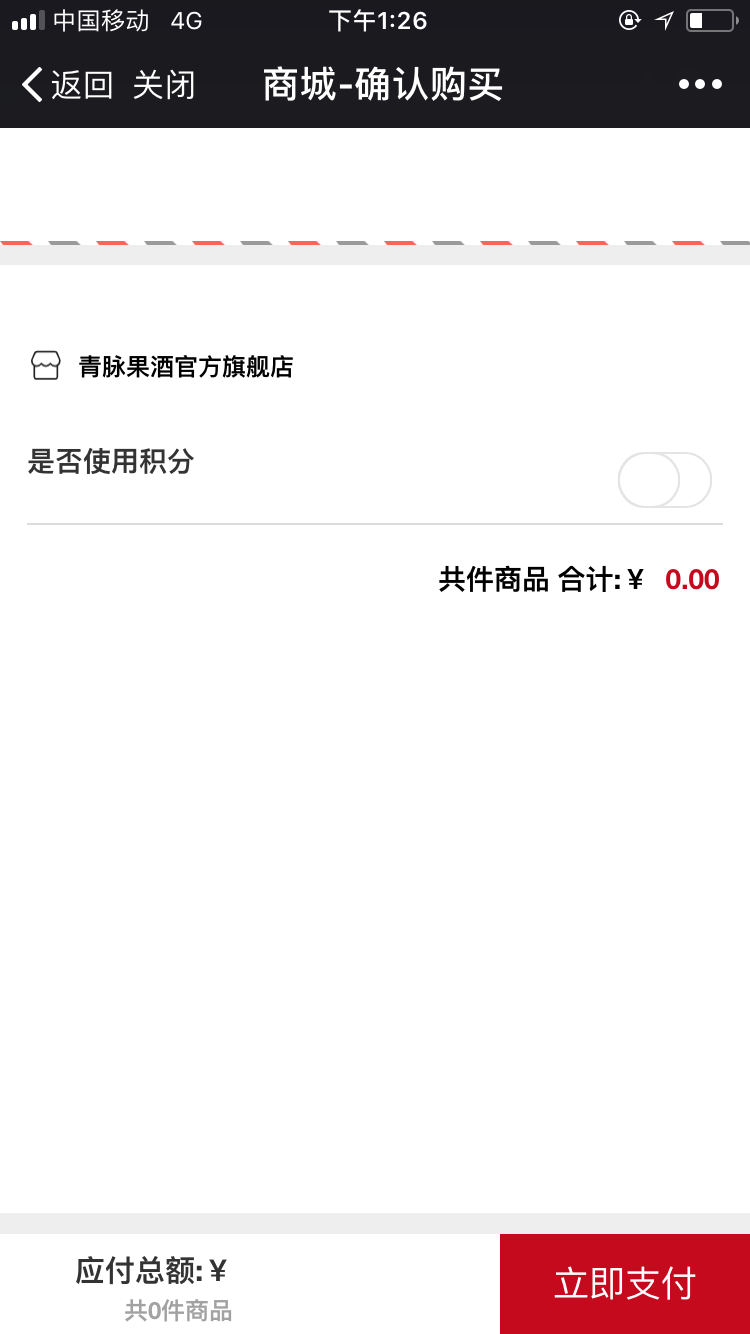 中国移动 4G 下午1:26
返回 关闭 商城-确认购买
青脉果酒官方旗舰店
是否使用积分
共件商品 合计:¥ 0.00
应付总额:¥
共0件商品
立即支付